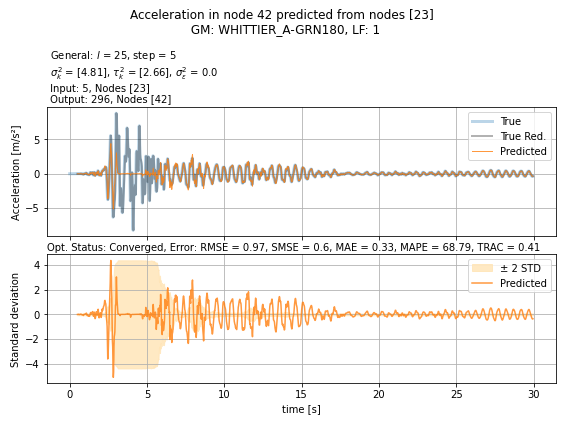 Acceleration in node 42 predicted from nodes [23]
GM: WHITTIER_A-GRN180, LF: 1
General: l = 25, step = 5
σ²ₖ = [4.81], τ²ₖ = [2.66], σ²ε = 0.0
Input: 5, Nodes [23]
Output: 296, Nodes [42]
Acceleration [m/s²]
5
0
−5
True
True Red.
Predicted
Opt. Status: Converged, Error: RMSE = 0.97, SMSE = 0.6, MAE = 0.33, MAPE = 68.79, TRAC = 0.41
Standard deviation
4
2
0
−2
−4
± 2 STD
Predicted
0 5 10 15 20 25 30
time [s]